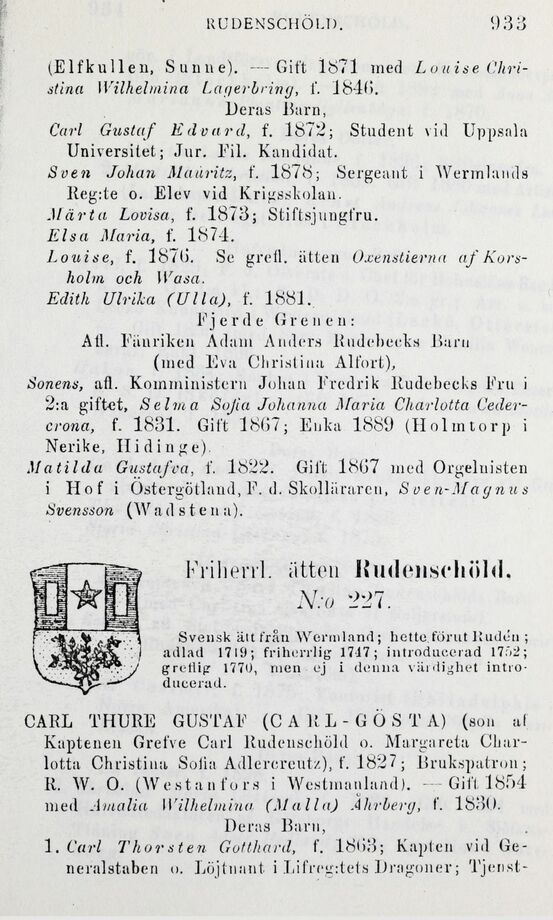 RUDENSCHÖLD. 933
(Elfkullen, Sunne). — Gift 1871 med Louise Chri-
stina Wilhelmina Lagerbring, f. 1846.
Deras Barn,
Carl Gustaf Edvard, f. 1872; Student vid Uppsala
Universitet; Jur. Fil. Kandidat.
Sven Johan Mauritz, f. 1878; Sergeant i Wermlands
Reg:te o. Elev vid Krigsskolan.
Märta Lovisa, f. 1873; Stiftsjungfru.
Elsa Maria, f. 1874.
Louise, f. 1876. Se grefl. ätten Oxenstierna af Kors-
holm och Wasa.
Edith Ulrika (Ulla), f. 1881.
Fjerde Grenen:
Afl. Fänriken Adam Anders Rudebecks Barn
(med Eva Christina Alfort),
Sonens, afl. Komministern Johan Fredrik Rudebecks Fru i
2:a giftet, Selma Sofia Johanna Maria Charlotta Ceder-
crona, f. 1831. Gift 1867; Enka 1889 (Holmtorp i
Nerike, Hidinge).
Matilda Gustafva, f. 1822. Gift 1867 med Orgelnisten
i Hof i Östergötland, F. d. Skolläraren, Sven-Magnus
Svensson (Wadstena).
Friherrl. ätten Rudenschöld.
N:o 227.
Svensk ätt från Wermland; hette förut Rudén;
adlad 1719; friherrlig 1747; introducerad 1752;
greflig 1770, men ej i denna värdighet intro-
ducerad.
CARL THURE GUSTAF (CARL-GÖSTA) (son af
Kaptenen Grefve Carl Rudenschöld o. Margareta Char-
lotta Christina Sofia Adlercreutz), f. 1827; Brukspatron;
R. W. O. (Westanfors i Westmanland). — Gift 1854
med Amalia Wilhelmina (Malla) Åhrberg, f. 1830.
Deras Barn,
1. Carl Thorsten Gotthard, f. 1863; Kapten vid Ge-
neralstaben o. Löjtnant i Lifreg:tets Dragoner; Tjenst-